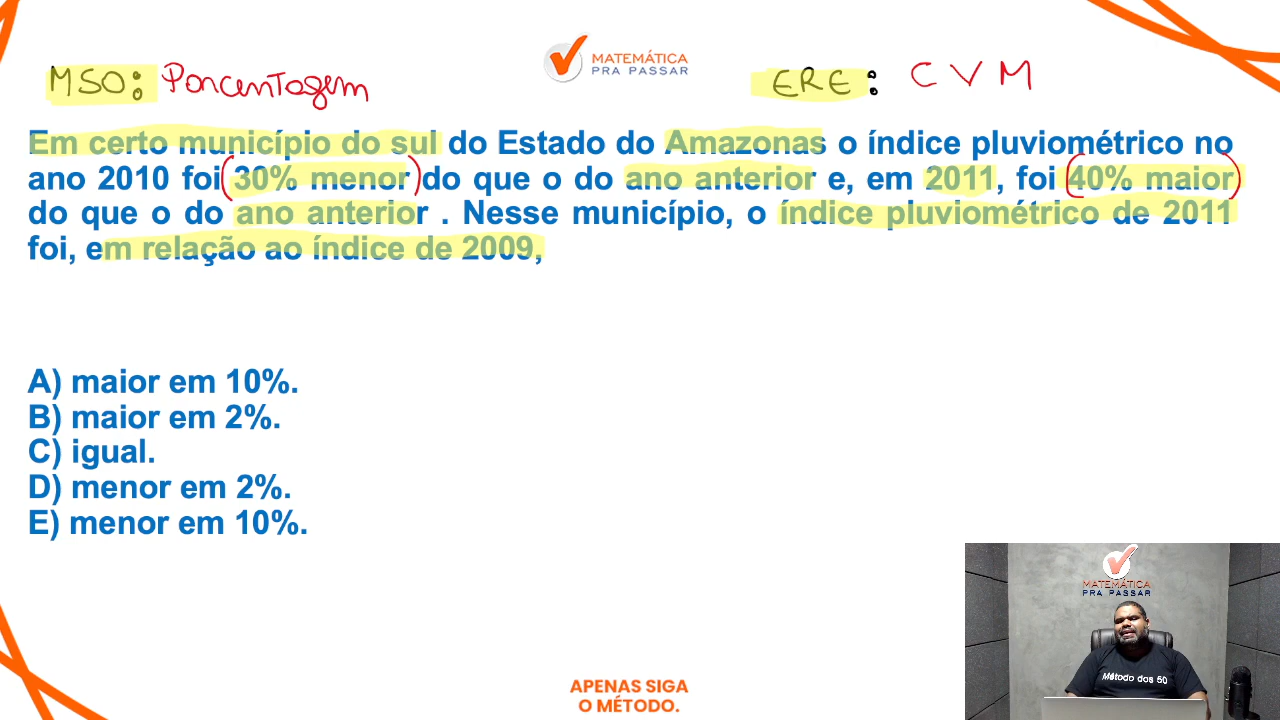 MATEMÁTICA
PRA PASSAR
MSO: Porcentagem
ERE: CVM
Em certo município do sul do Estado do Amazonas o índice pluviométrico no
ano 2010 foi (30% menor) do que o do ano anterior e, em 2011, foi (40% maior)
do que o do ano anterior . Nesse município, o índice pluviométrico de 2011
foi, em relação ao índice de 2009,
A) maior em 10%.
B) maior em 2%.
C) igual.
D) menor em 2%.
E) menor em 10%.
MATEMÁTICA
PRA PASSAR
Método dos 50
APENAS SIGA
O MÉTODO.